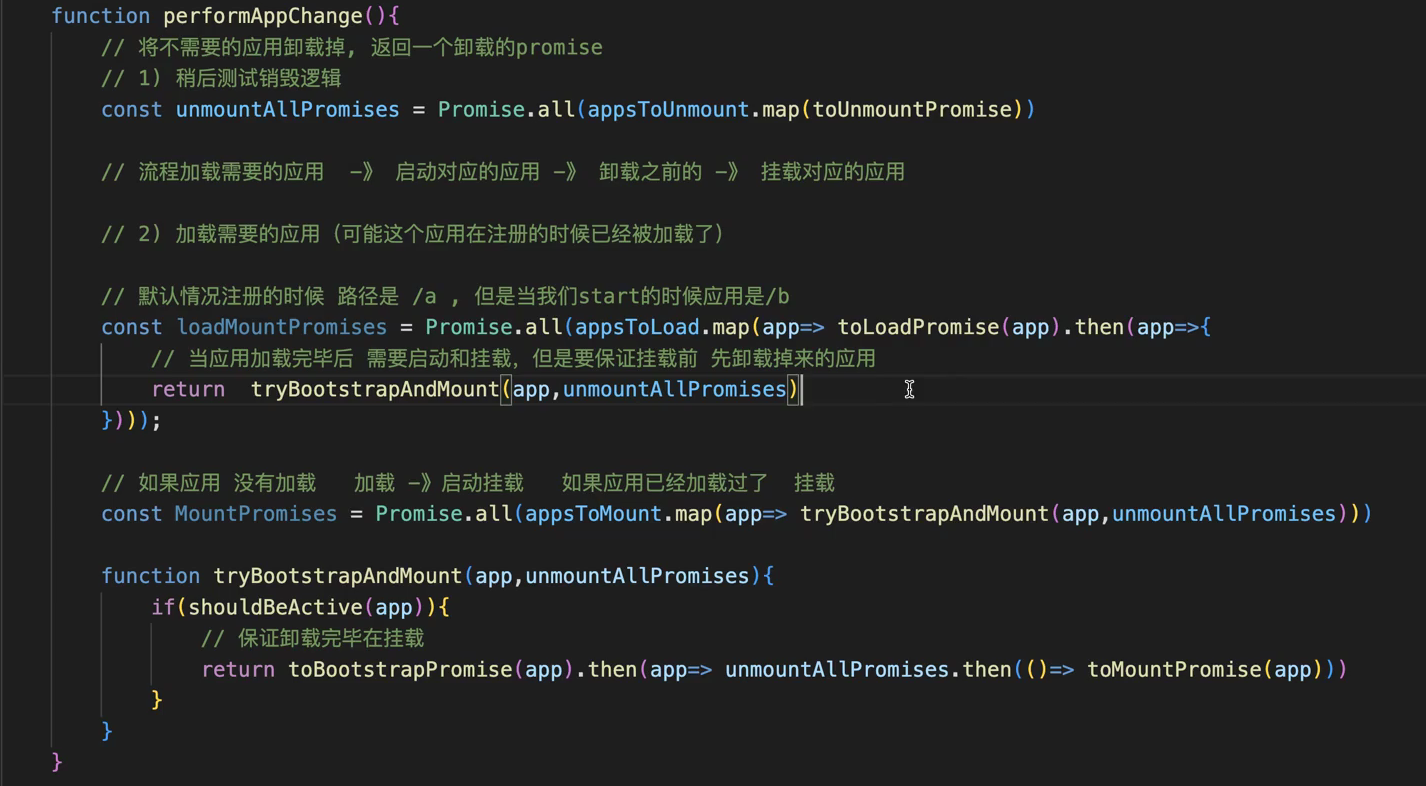 function performAppChange(){
// 将不需要的应用卸载掉, 返回一个卸载的promise
// 1) 稍后测试销毁逻辑
const unmountAllPromises = Promise.all(appsToUnmount.map(toUnmountPromise))
// 流程加载需要的应用 -》 启动对应的应用 -》 卸载之前的 -》 挂载对应的应用
// 2) 加载需要的应用（可能这个应用在注册的时候已经被加载了）
// 默认情况注册的时候 路径是 /a , 但是当我们start的时候应用是/b
const loadMountPromises = Promise.all(appsToLoad.map(app=> toLoadPromise(app).then(app=>{
// 当应用加载完毕后 需要启动和挂载，但是要保证挂载前 先卸载掉来的应用
return tryBootstrapAndMount(app,unmountAllPromises)
})));
// 如果应用 没有加载 加载 -》启动挂载 如果应用已经加载过了 挂载
const MountPromises = Promise.all(appsToMount.map(app=> tryBootstrapAndMount(app,unmountAllPromises)))
function tryBootstrapAndMount(app,unmountAllPromises){
if(shouldBeActive(app)){
// 保证卸载完毕在挂载
return toBootstrapPromise(app).then(app=> unmountAllPromises.then(()=> toMountPromise(app)))
}
}
}